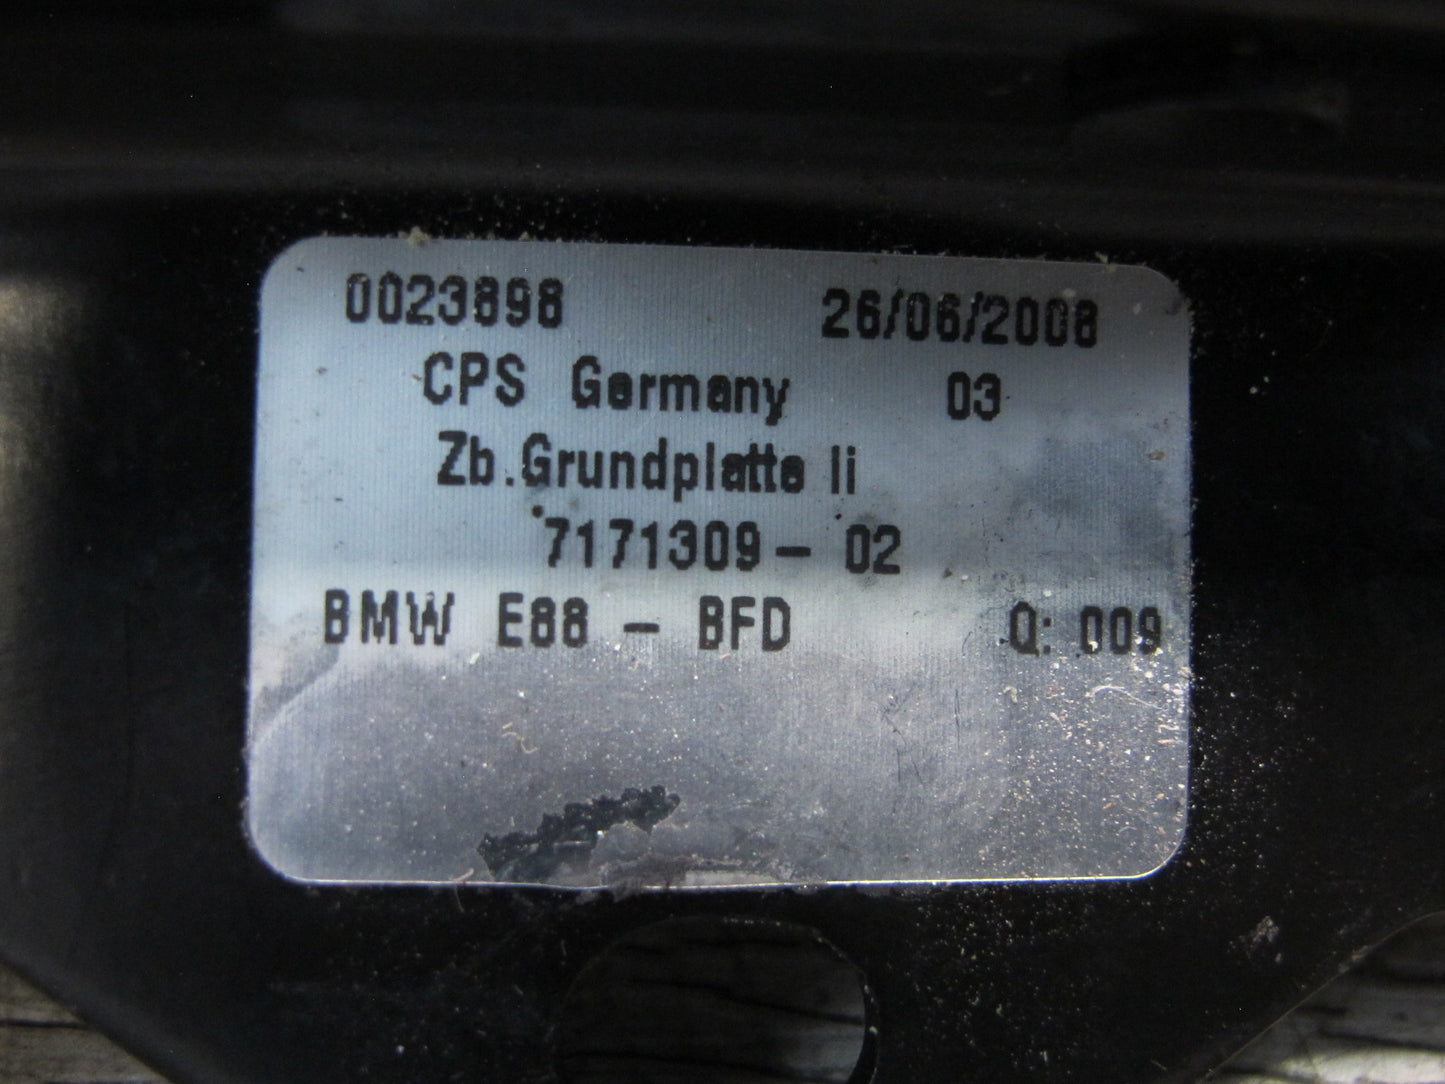 0023898 26/06/2008
CPS Germany 03
Zb.Grundplatte li
7171309- 02
BMW E88 - BFD Q: 009